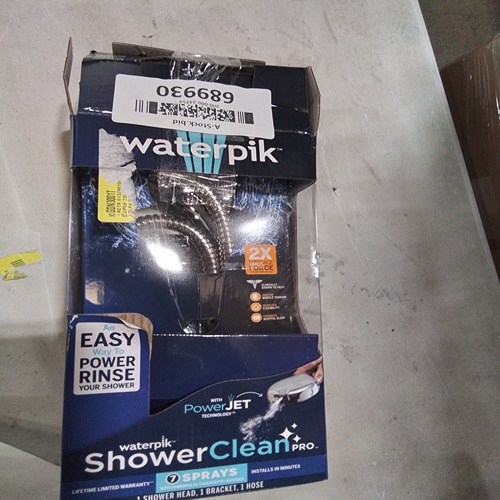 689930
A-Stock.bid
waterpik
2X
FORCE
An
EASY
Way To
POWER
RINSE
YOUR SHOWER
WITH
PowerJET
TECHNOLOGY
waterpik
ShowerClean PRO
7 SPRAYS
INSTALLS IN MINUTES
LIFETIME LIMITED WARRANTY
1 SHOWER HEAD, 1 BRACKET, 1 HOSE